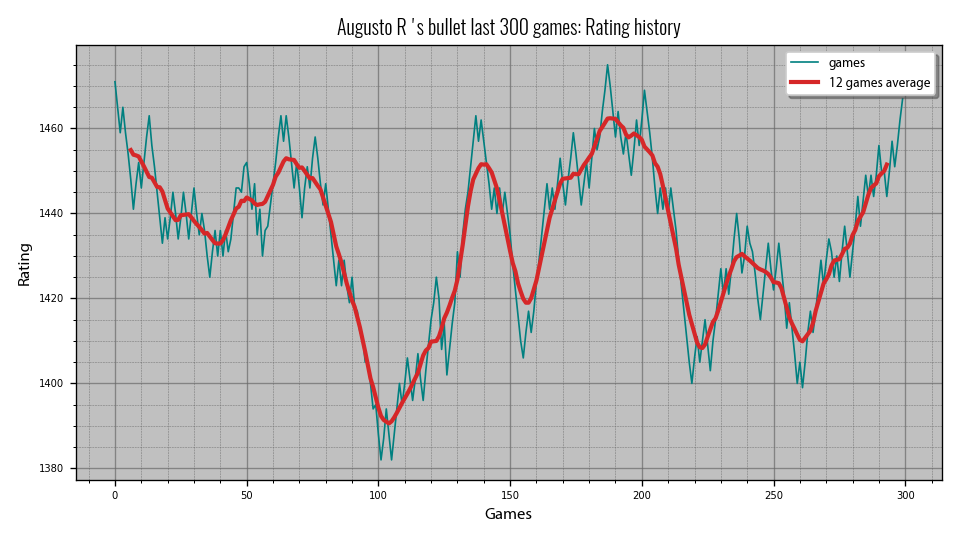 Augusto R 's bullet last 300 games: Rating history
games
12 games average
Rating
1460
1440
1420
1400
1380
0 50 100 150 200 250 300
Games